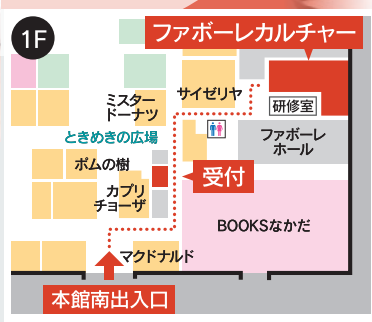 1F
ファボーレカルチャー
サイゼリヤ
ミスター
ドーナツ
研修室
ときめきの広場
ファボーレ
ホール
ポムの樹
受付
カプリ
チョーザ
BOOKSなかだ
マクドナルド
本館南出入口